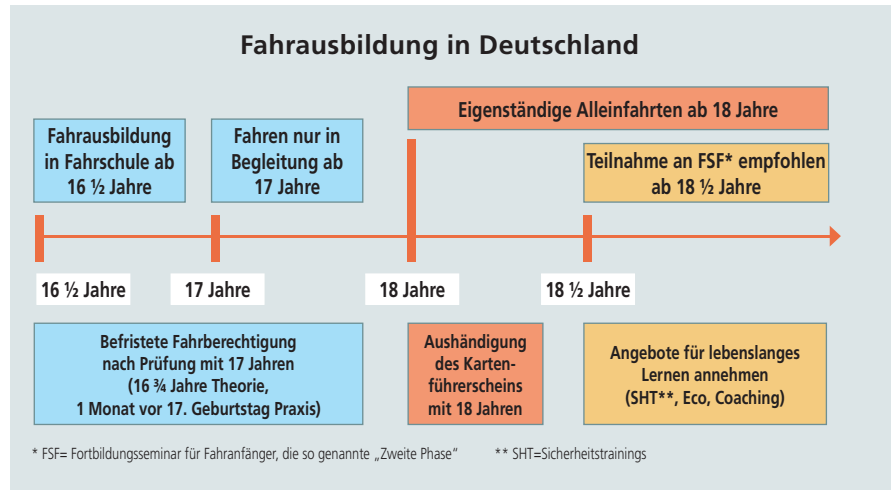 Fahrausbildung in Deutschland
Eigenständige Alleinfahrten ab 18 Jahre
Fahrausbildung
in Fahrschule ab
16 ½ Jahre
Fahren nur in
Begleitung ab
17 Jahre
Teilnahme an FSF* empfohlen
ab 18 ½ Jahre
16 ½ Jahre
17 Jahre
18 Jahre
18 ½ Jahre
Befristete Fahrberechtigung
nach Prüfung mit 17 Jahren
(16 ¾ Jahre Theorie,
1 Monat vor 17. Geburtstag Praxis)
Aushändigung
des Karten-
führerscheins
mit 18 Jahren
Angebote für lebenslanges
Lernen annehmen
(SHT**, Eco, Coaching)
* FSF= Fortbildungsseminar für Fahranfänger, die so genannte „Zweite Phase“ ** SHT=Sicherheitstrainings